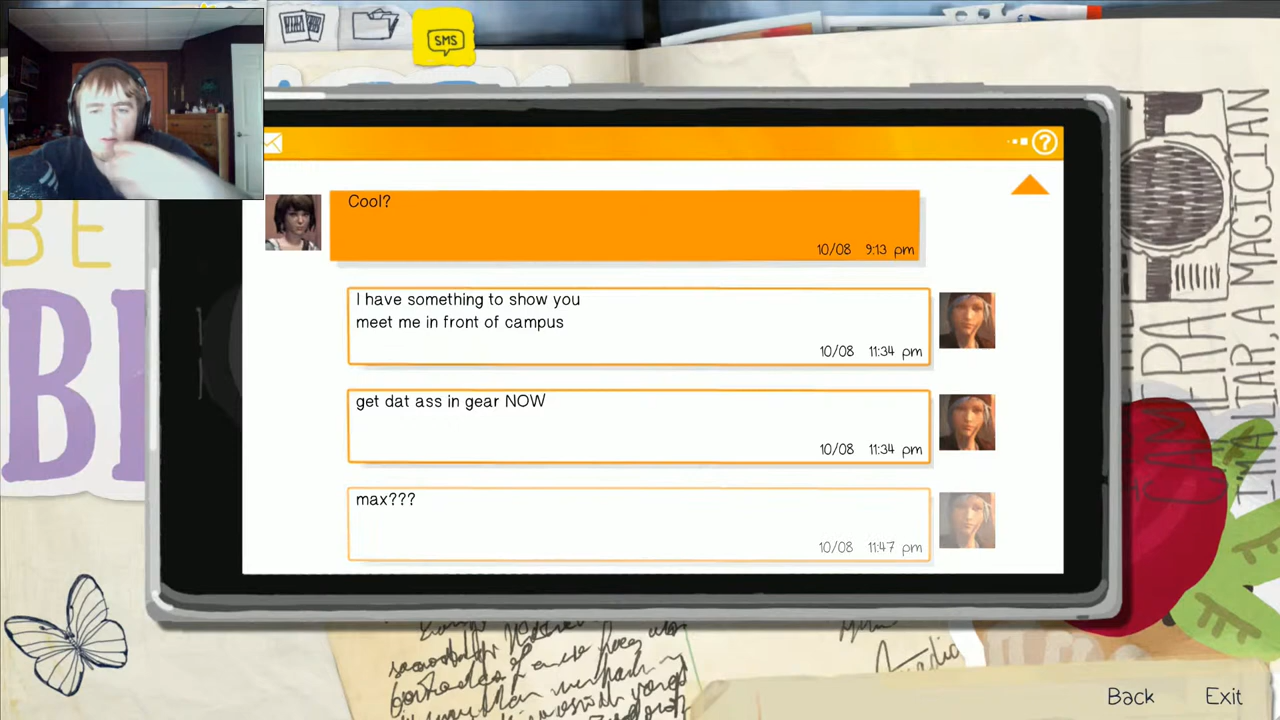 SMS
Cool?
10/08 9:13 pm
I have something to show you
meet me in front of campus
10/08 11:34 pm
get dat ass in gear NOW
10/08 11:34 pm
max???
10/08 11:47 pm
BE
B
CAMERA
LIAR, A MAGICIAN
Back Exit